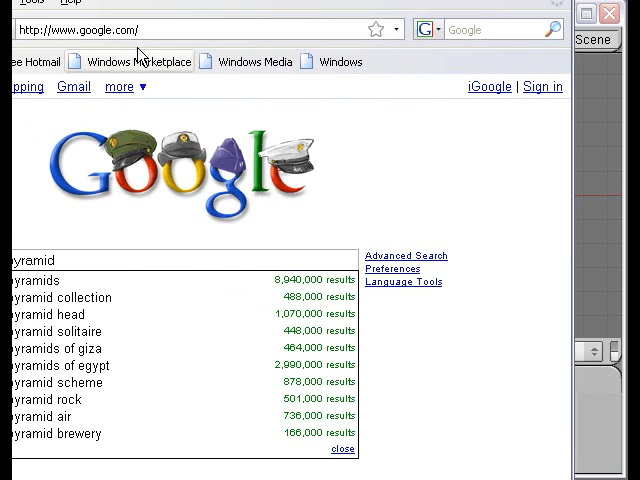 Tools Help
http://www.google.com/
Google
Scene
ee Hotmail Windows Marketplace Windows Media Windows
pping Gmail more ▼ iGoogle | Sign in
Google
yramid
Advanced Search
Preferences
Language Tools
yramids 8,940,000 results
yramid collection 488,000 results
yramid head 1,070,000 results
yramid solitaire 448,000 results
yramids of giza 464,000 results
yramids of egypt 2,990,000 results
yramid scheme 878,000 results
yramid rock 501,000 results
yramid air 736,000 results
yramid brewery 166,000 results
close